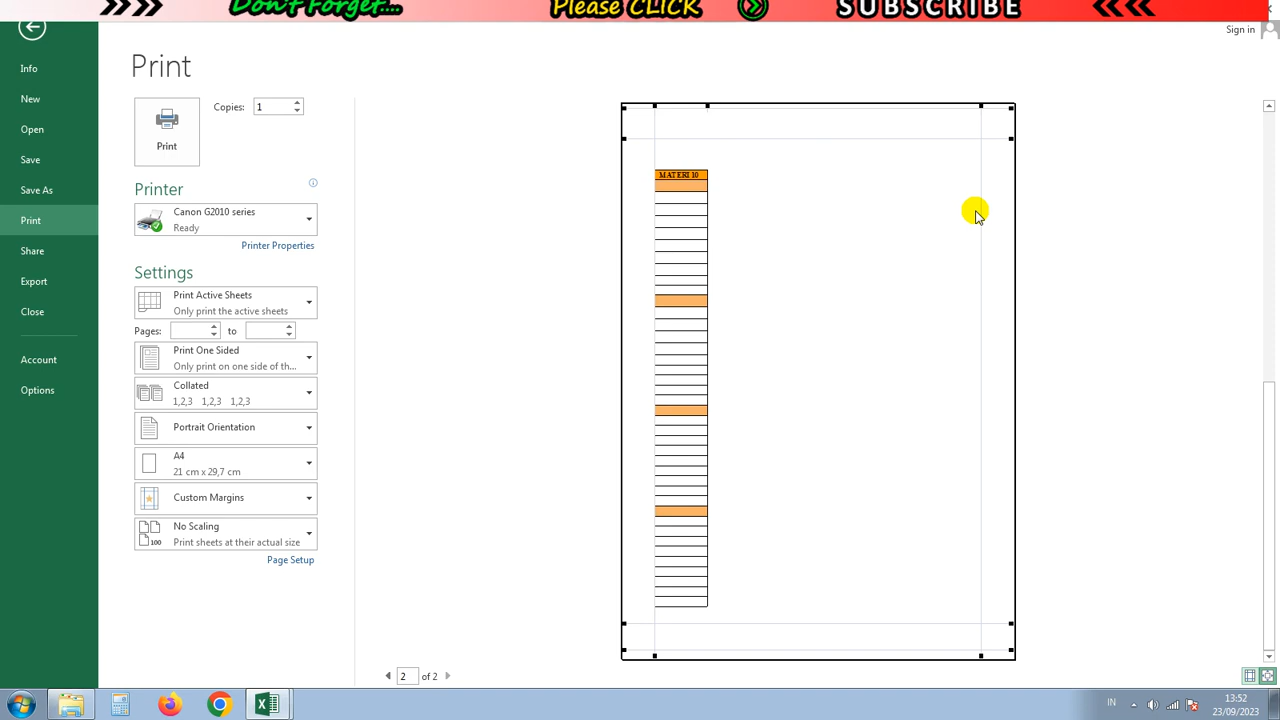 Don't Forget.... Please CLICK SUBSCRIBE
Sign in
Print
Info
New
Open
Save
Save As
Print
Share
Export
Close
Account
Options
Print
Copies: 1
Printer
Canon G2010 series
Ready
Printer Properties
Settings
Print Active Sheets
Only print the active sheets
Pages: to
Print One Sided
Only print on one side of th...
Collated
1,2,3 1,2,3 1,2,3
Portrait Orientation
A4
21 cm x 29,7 cm
Custom Margins
No Scaling
Print sheets at their actual size
100
Page Setup
MATERI 10
2 of 2
IN
13:52
23/09/2023